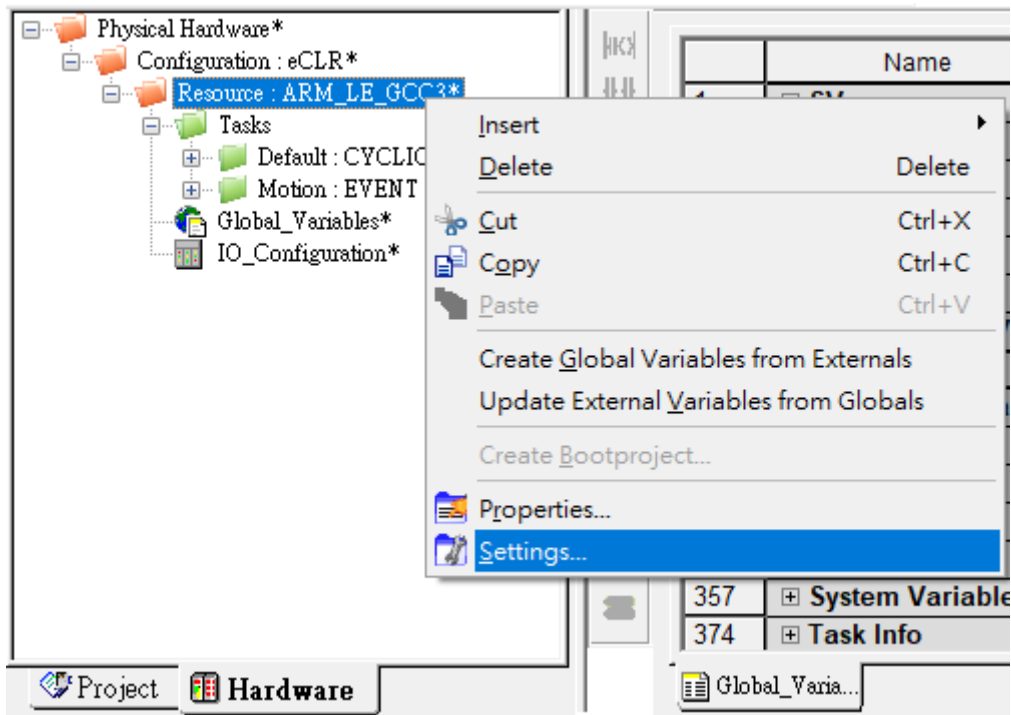 Physical Hardware*
Configuration : eCLR*
Resource : ARM_LE_GCC3*
Tasks
Default : CYCLIC
Motion : EVENT
Global_Variables*
IO_Configuration*
Project
Hardware
Insert
Delete Delete
Cut Ctrl+X
Copy Ctrl+C
Paste Ctrl+V
Create Global Variables from Externals
Update External Variables from Globals
Create Bootproject...
Properties...
Settings...
Name
357 System Variable
374 Task Info
Global_Varia...